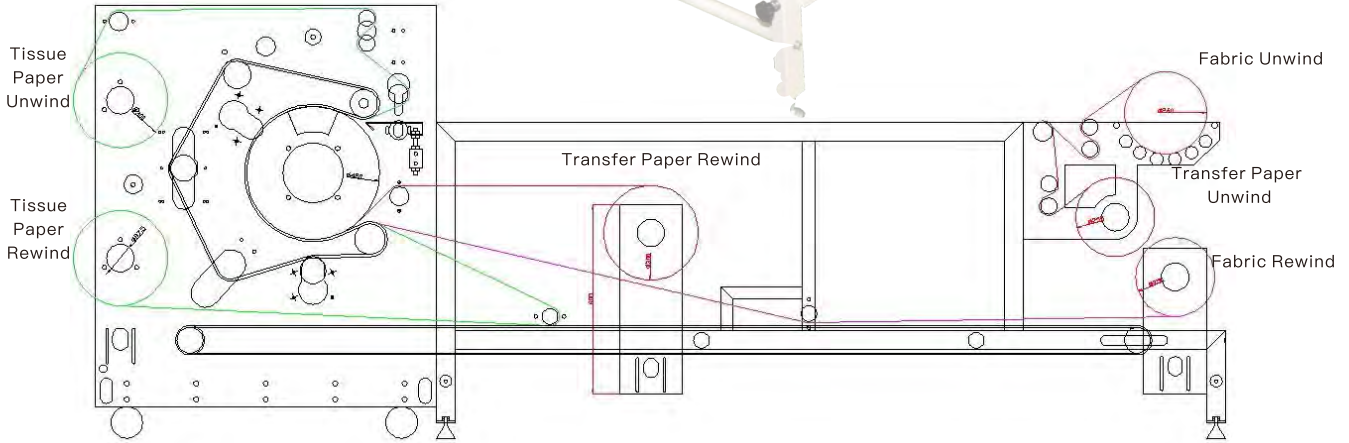 Tissue
Paper
Unwind
Tissue
Paper
Rewind
Transfer Paper Rewind
Fabric Unwind
Transfer Paper
Unwind
Fabric Rewind